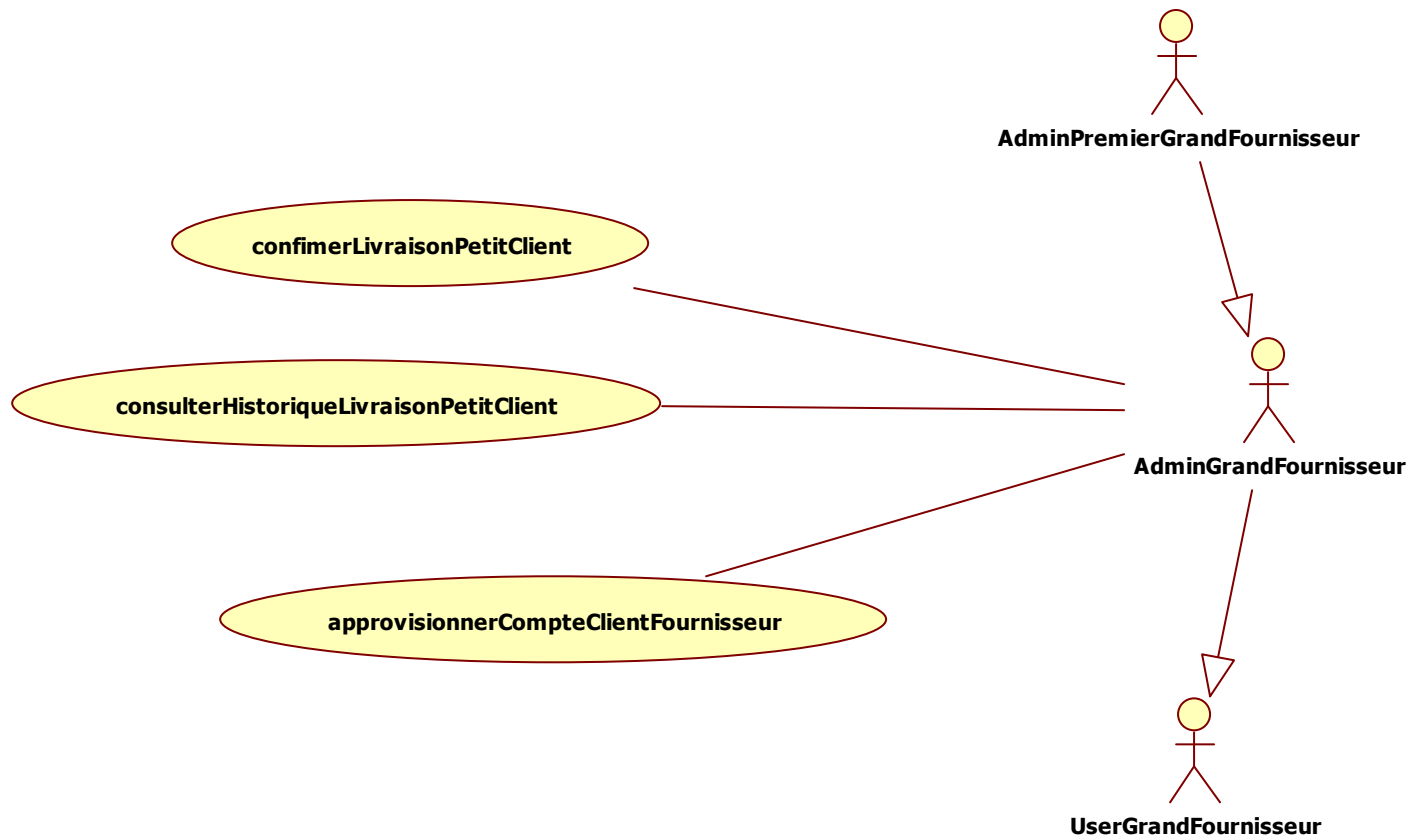 AdminPremierGrandFournisseur
confimerLivraisonPetitClient
consulterHistoriqueLivraisonPetitClient
AdminGrandFournisseur
approvisionnerCompteClientFournisseur
UserGrandFournisseur